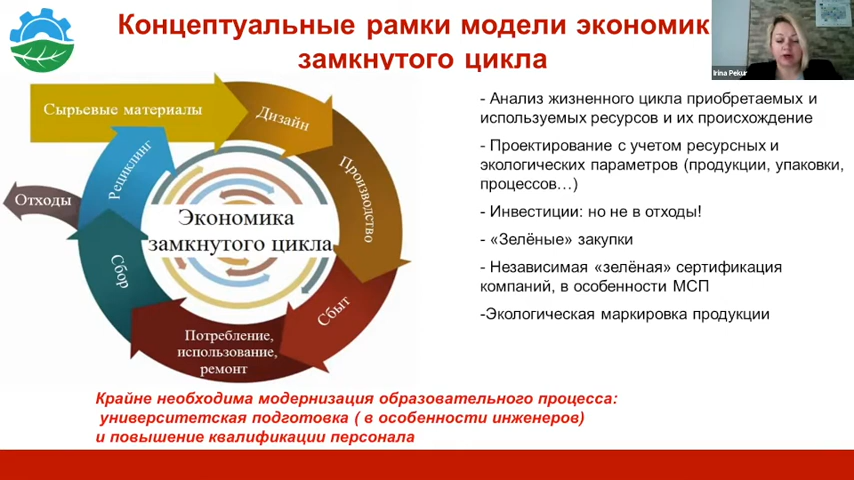 Концептуальные рамки модели экономик
замкнутого цикла
Irina Pekur
Сырьевые материалы
Дизайн
Производство
Сбыт
Потребление,
использование,
ремонт
Сбор
Рециклинг
Отходы
Экономика
замкнутого цикла
- Анализ жизненного цикла приобретаемых и
используемых ресурсов и их происхождение
- Проектирование с учетом ресурсных и
экологических параметров (продукции, упаковки,
процессов…)
- Инвестиции: но не в отходы!
- «Зелёные» закупки
- Независимая «зелёная» сертификация
компаний, в особенности МСП
-Экологическая маркировка продукции
Крайне необходима модернизация образовательного процесса:
университетская подготовка ( в особенности инженеров)
и повышение квалификации персонала